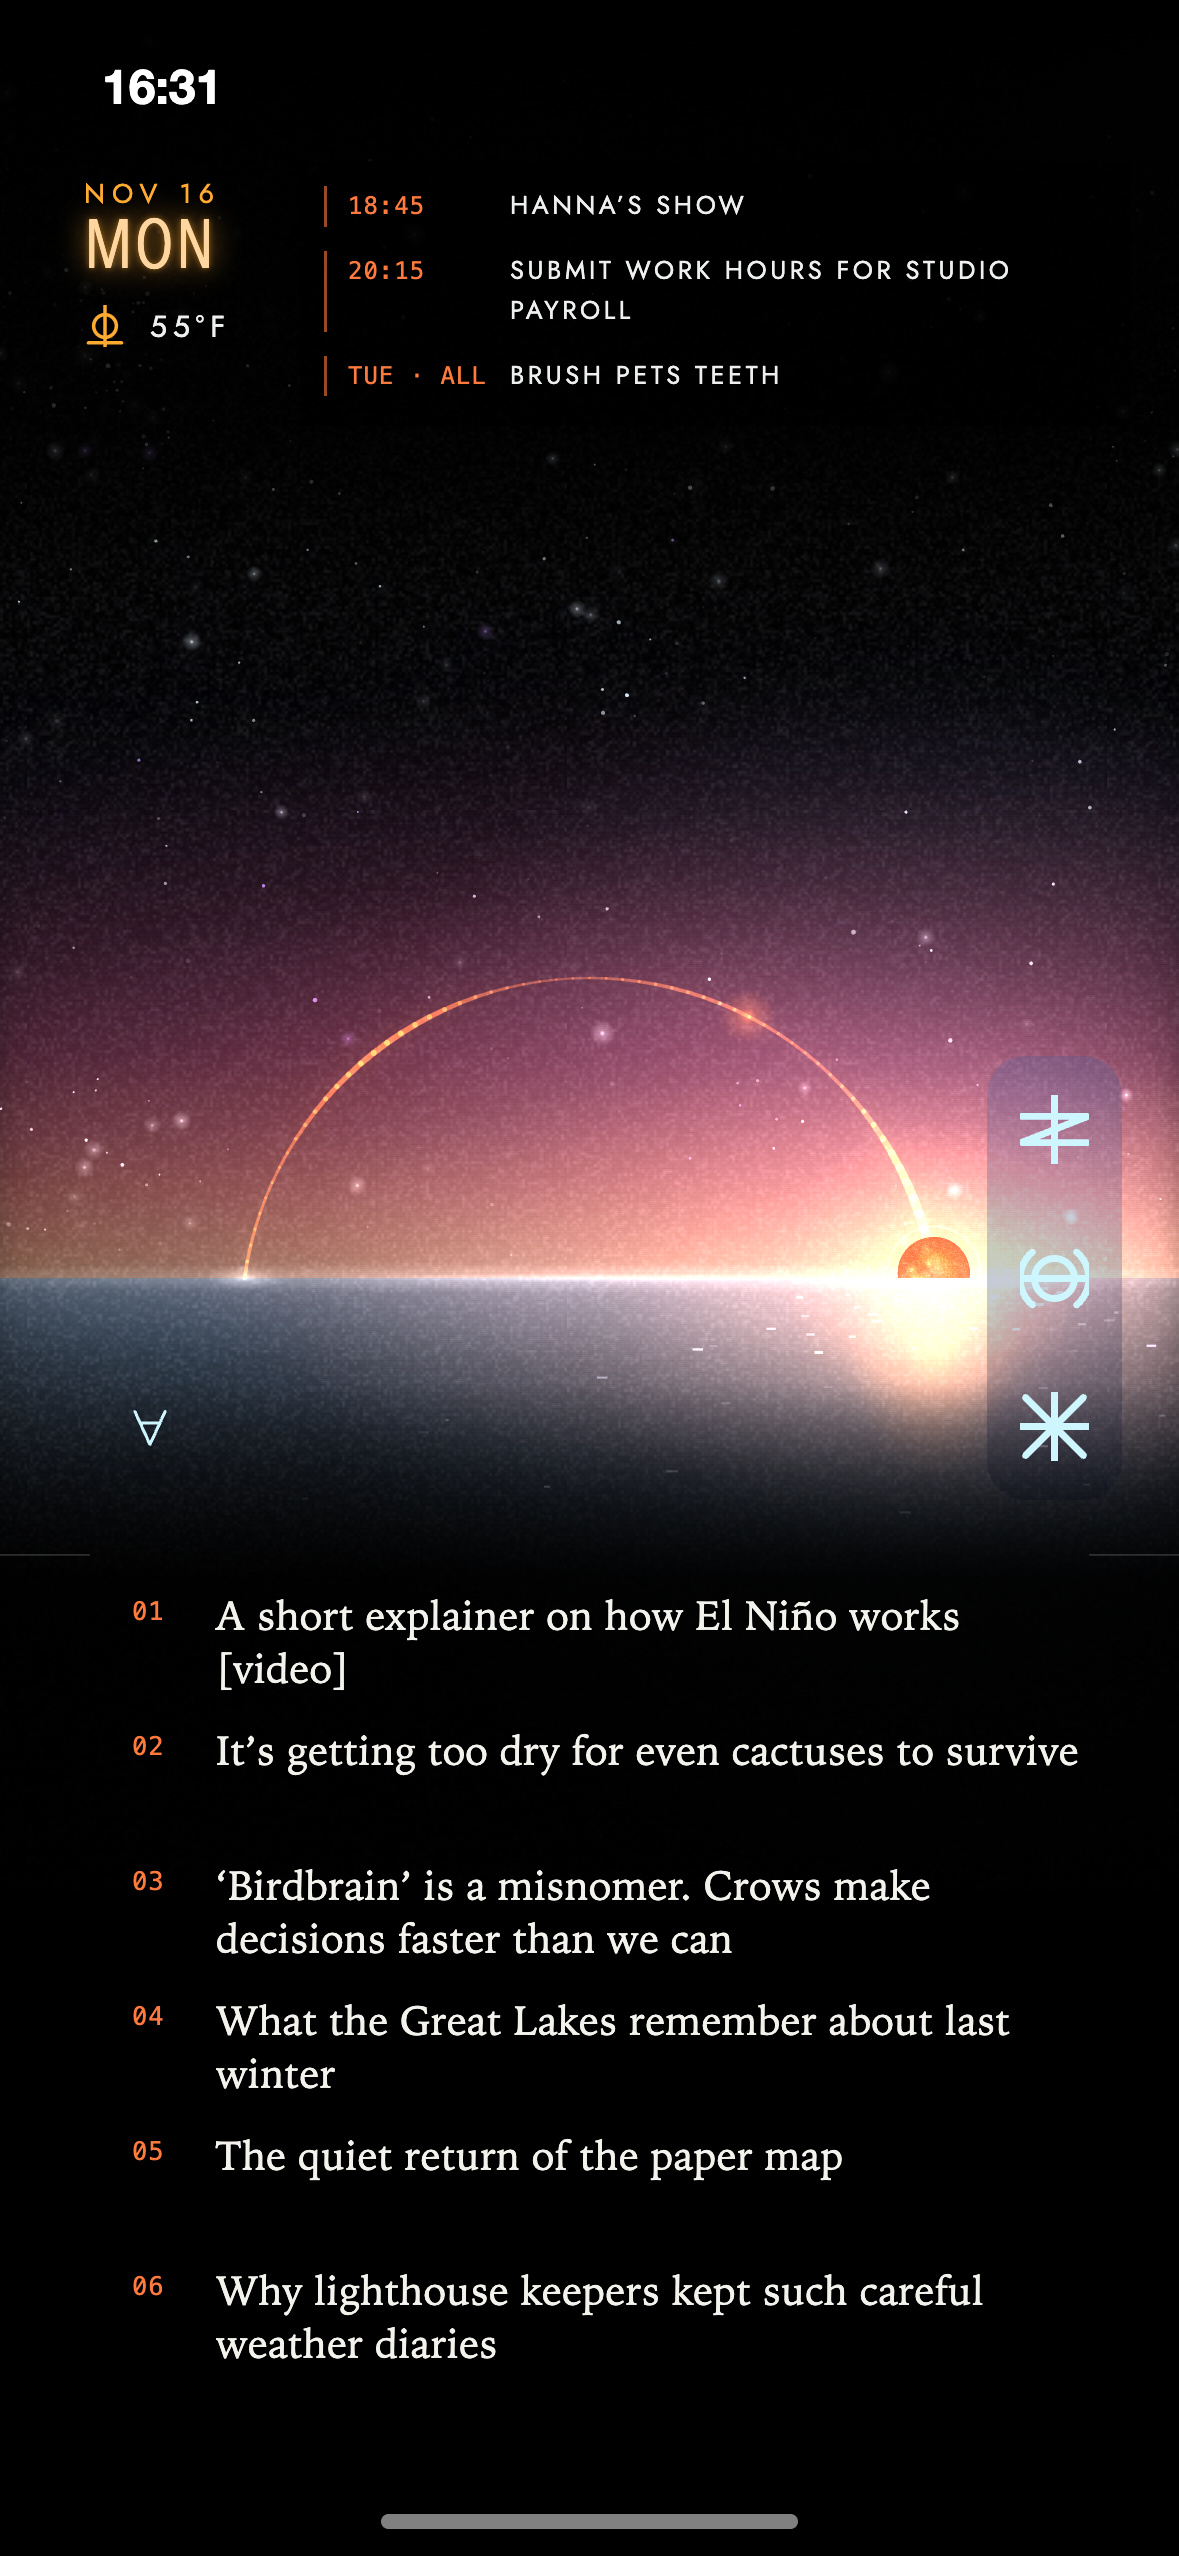 16:31
NOV 16
MON
55°F
18:45 HANNA’S SHOW
20:15 SUBMIT WORK HOURS FOR STUDIO
PAYROLL
TUE · ALL BRUSH PETS TEETH
01 A short explainer on how El Niño works
[video]
02 It’s getting too dry for even cactuses to survive
03 ‘Birdbrain’ is a misnomer. Crows make
decisions faster than we can
04 What the Great Lakes remember about last
winter
05 The quiet return of the paper map
06 Why lighthouse keepers kept such careful
weather diaries